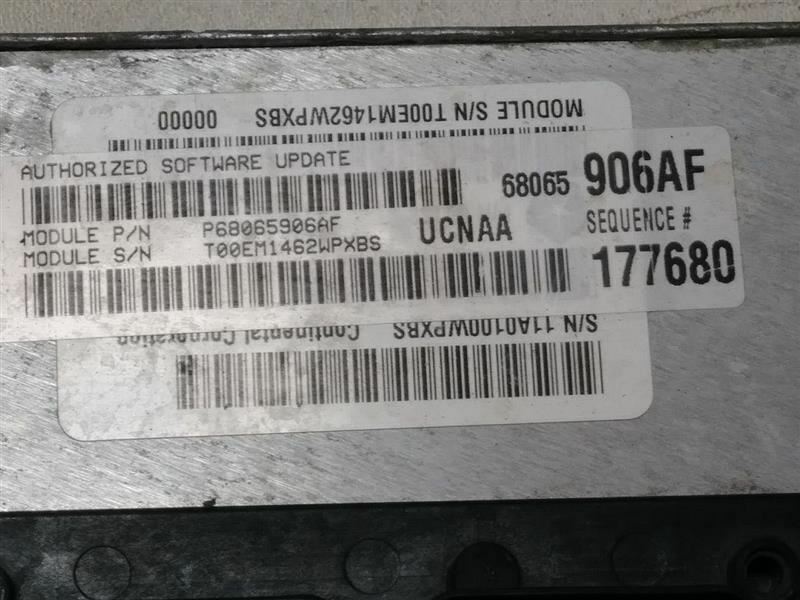 MODULE S/N T00EM1462WPXBS 00000
AUTHORIZED SOFTWARE UPDATE
68065 906AF
MODULE P/N P68065906AF UCNAA SEQUENCE #
MODULE S/N T00EM1462WPXBS 177680
S/N 11A0100WPXBS Continental Corporation